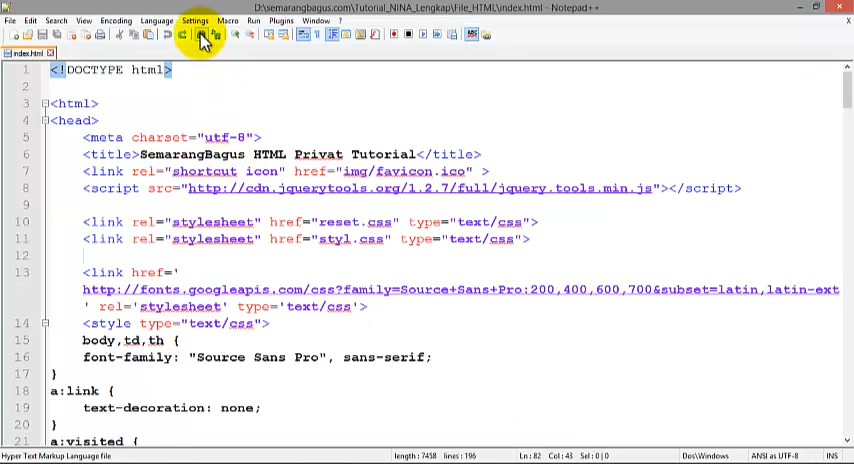 D:\semarangbagus.com\Tutorial_NINA_Lengkap\File_HTML\index.html - Notepad++
File Edit Search View Encoding Language Settings Macro Run Plugins Window ? X
index.html
1 <!DOCTYPE html>
2
3 <html>
4 <head>
5 <meta charset="utf-8">
6 <title>SemarangBagus HTML Privat Tutorial</title>
7 <link rel="shortcut icon" href="img/favicon.ico" >
8 <script src="http://cdn.jquerytools.org/1.2.7/full/jquery.tools.min.js"></script>
9
10 <link rel="stylesheet" href="reset.css" type="text/css">
11 <link rel="stylesheet" href="styl.css" type="text/css">
12
13 <link href='
http://fonts.googleapis.com/css?family=Source+Sans+Pro:200,400,600,700&subset=latin,latin-ext
' rel='stylesheet' type='text/css'>
14 <style type="text/css">
15 body,td,th {
16 font-family: "Source Sans Pro", sans-serif;
17 }
18 a:link {
19 text-decoration: none;
20 }
21 a:visited {
Hyper Text Markup Language file length : 7458 lines : 196 Ln : 82 Col : 43 Sel : 0 | 0 Dos\Windows ANSI as UTF-8 INS